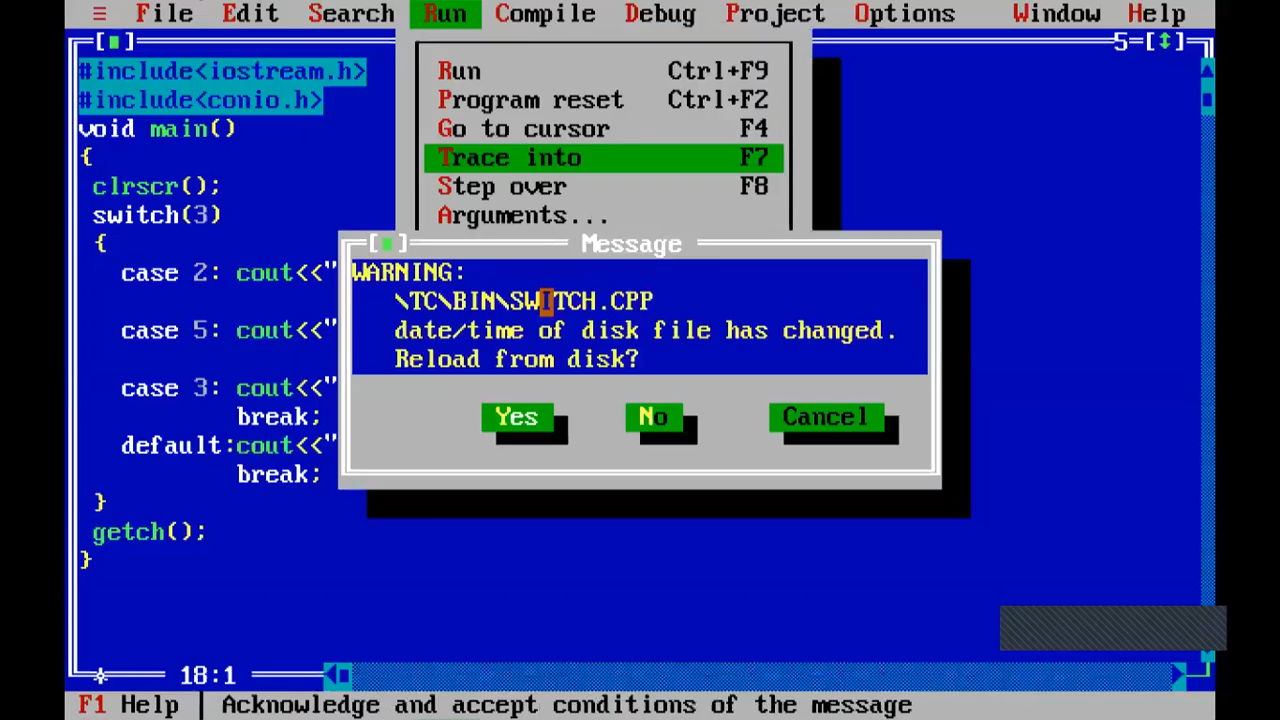 ≡ File Edit Search Run Compile Debug Project Options Window Help
[■] 5=[↕]
#include<iostream.h>
#include<conio.h>
void main()
{
clrscr();
switch(3)
{
case 2: cout<<"
case 5: cout<<"
case 3: cout<<"
break;
default:cout<<"
break;
}
getch();
}
Run Ctrl+F9
Program reset Ctrl+F2
Go to cursor F4
Trace into F7
Step over F8
Arguments...
[■] Message
WARNING:
\TC\BIN\SWITCH.CPP
date/time of disk file has changed.
Reload from disk?
Yes No Cancel
18:1
F1 Help | Acknowledge and accept conditions of the message